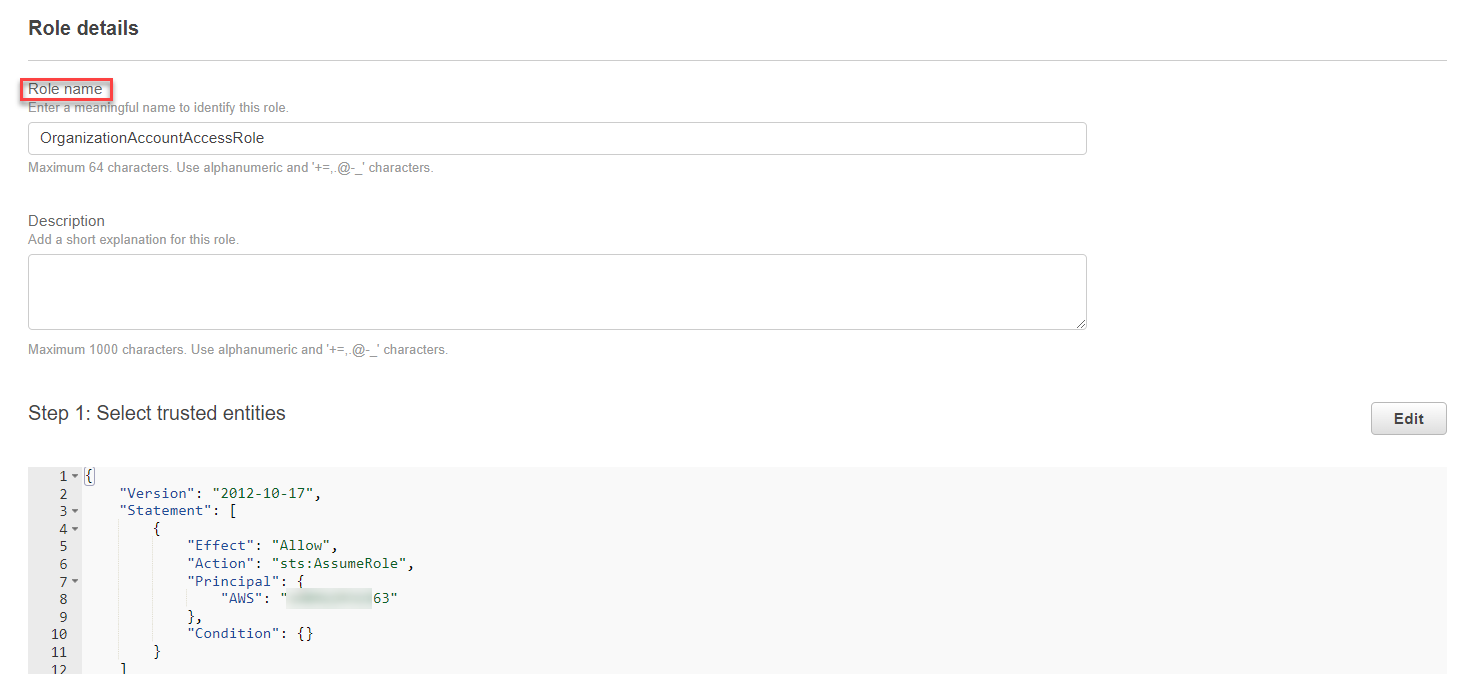 Role details
Role name
Enter a meaningful name to identify this role.
OrganizationAccountAccessRole
Maximum 64 characters. Use alphanumeric and '+=,.@-_' characters.
Description
Add a short explanation for this role.
Maximum 1000 characters. Use alphanumeric and '+=,.@-_' characters.
Step 1: Select trusted entities
Edit
1 {
2 "Version": "2012-10-17",
3 "Statement": [
4 {
5 "Effect": "Allow",
6 "Action": "sts:AssumeRole",
7 "Principal": {
8 "AWS": "63"
9 },
10 "Condition": {}
11 }
12 ]